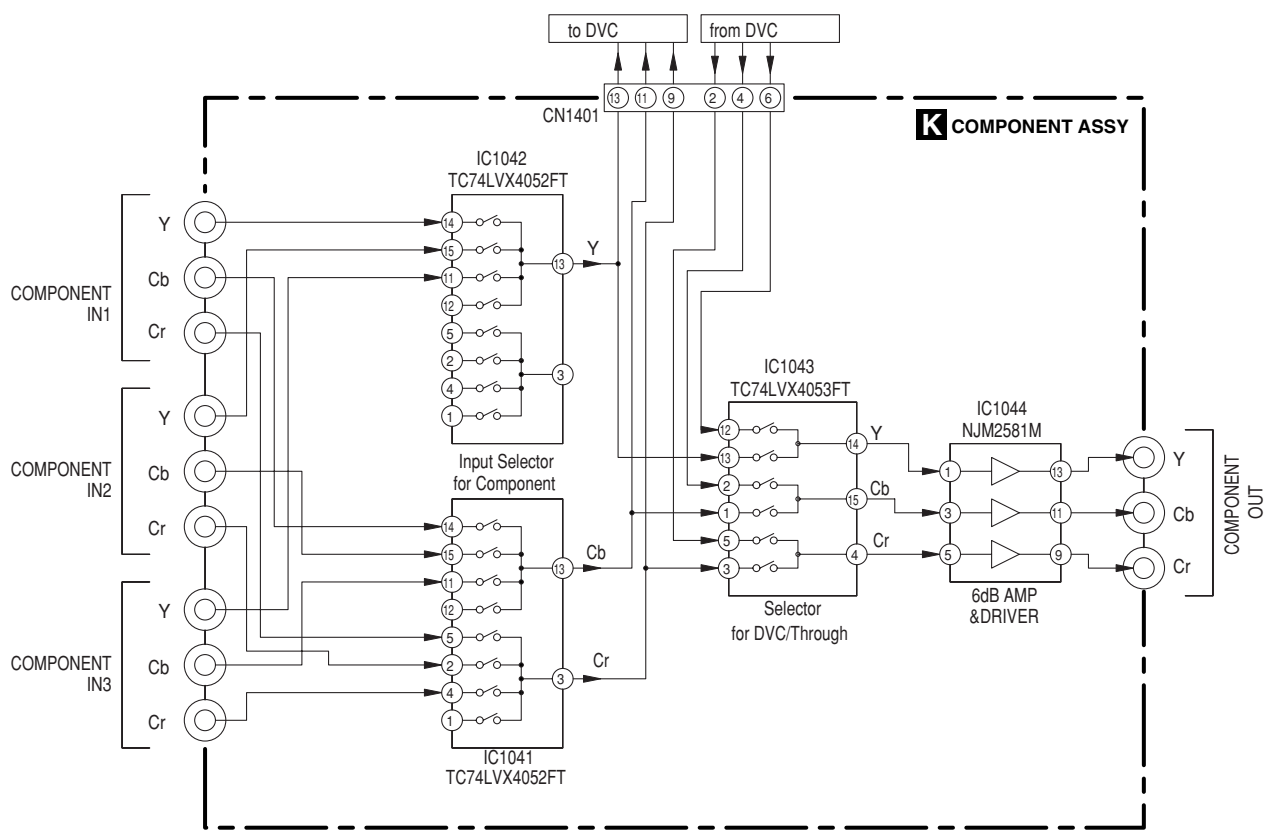 to DVC
from DVC
13 11 9 2 4 6
CN1401
K COMPONENT ASSY
IC1042
TC74LVX4052FT
14
15
11
12
5
2
4
1
13
3
Y
Input Selector
for Component
COMPONENT
IN1
Y
Cb
Cr
COMPONENT
IN2
Y
Cb
Cr
COMPONENT
IN3
Y
Cb
Cr
14
15
11
12
5
2
4
1
13
3
Cb
Cr
IC1041
TC74LVX4052FT
IC1043
TC74LVX4053FT
12
13
2
1
5
3
14
15
4
Y
Cb
Cr
Selector
for DVC/Through
IC1044
NJM2581M
1
3
5
13
11
9
6dB AMP
&DRIVER
Y
Cb
Cr
COMPONENT
OUT